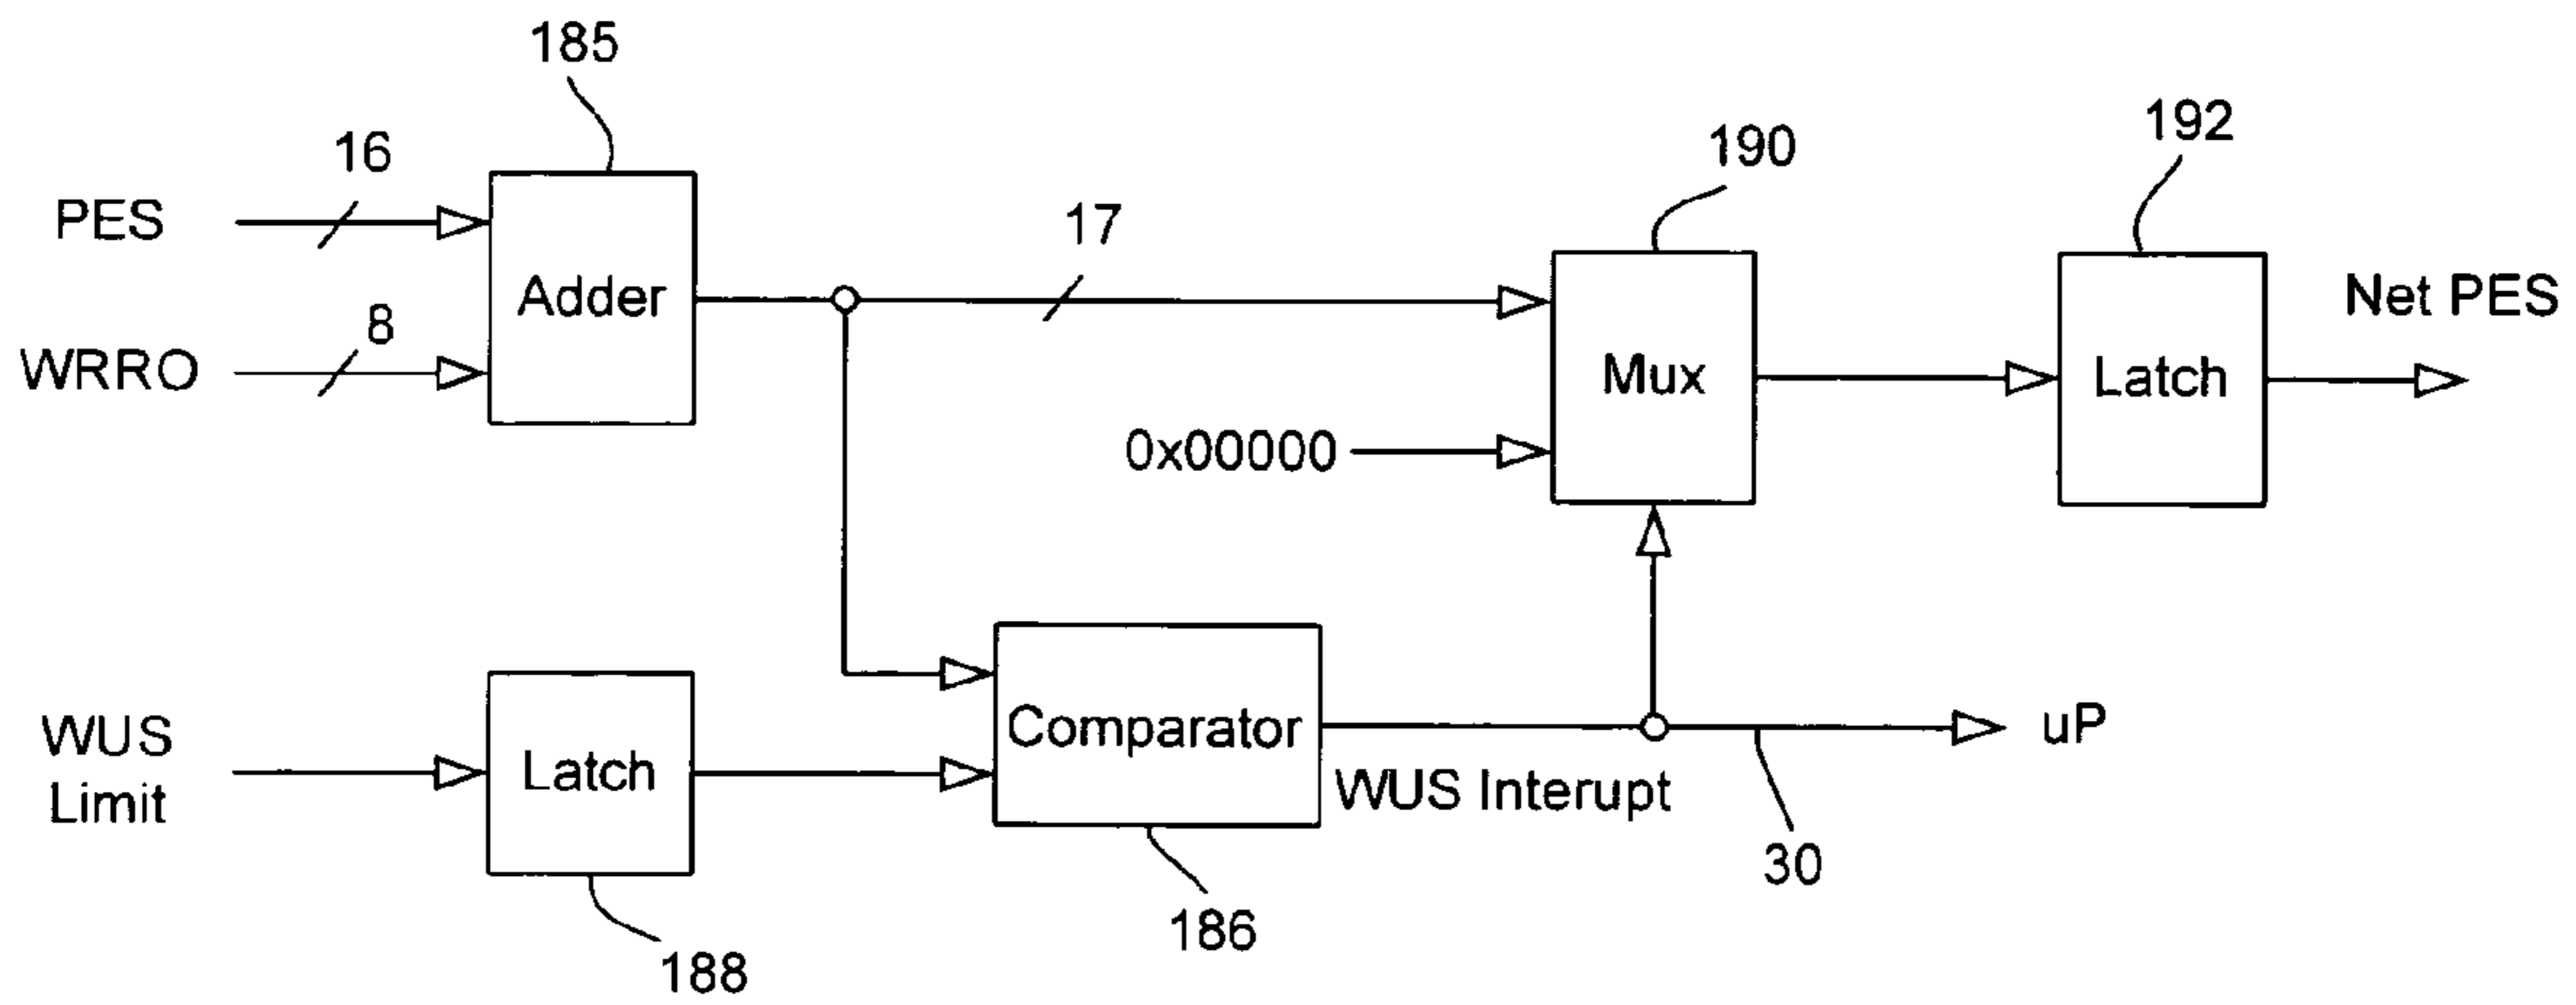 185
192
190
16
PES
17
Adder
Net PES
8
WRRO
Mux
Latch
0x00000
WUS
Limit
Latch
Comparator
uP
WUS Interupt
30
186
188